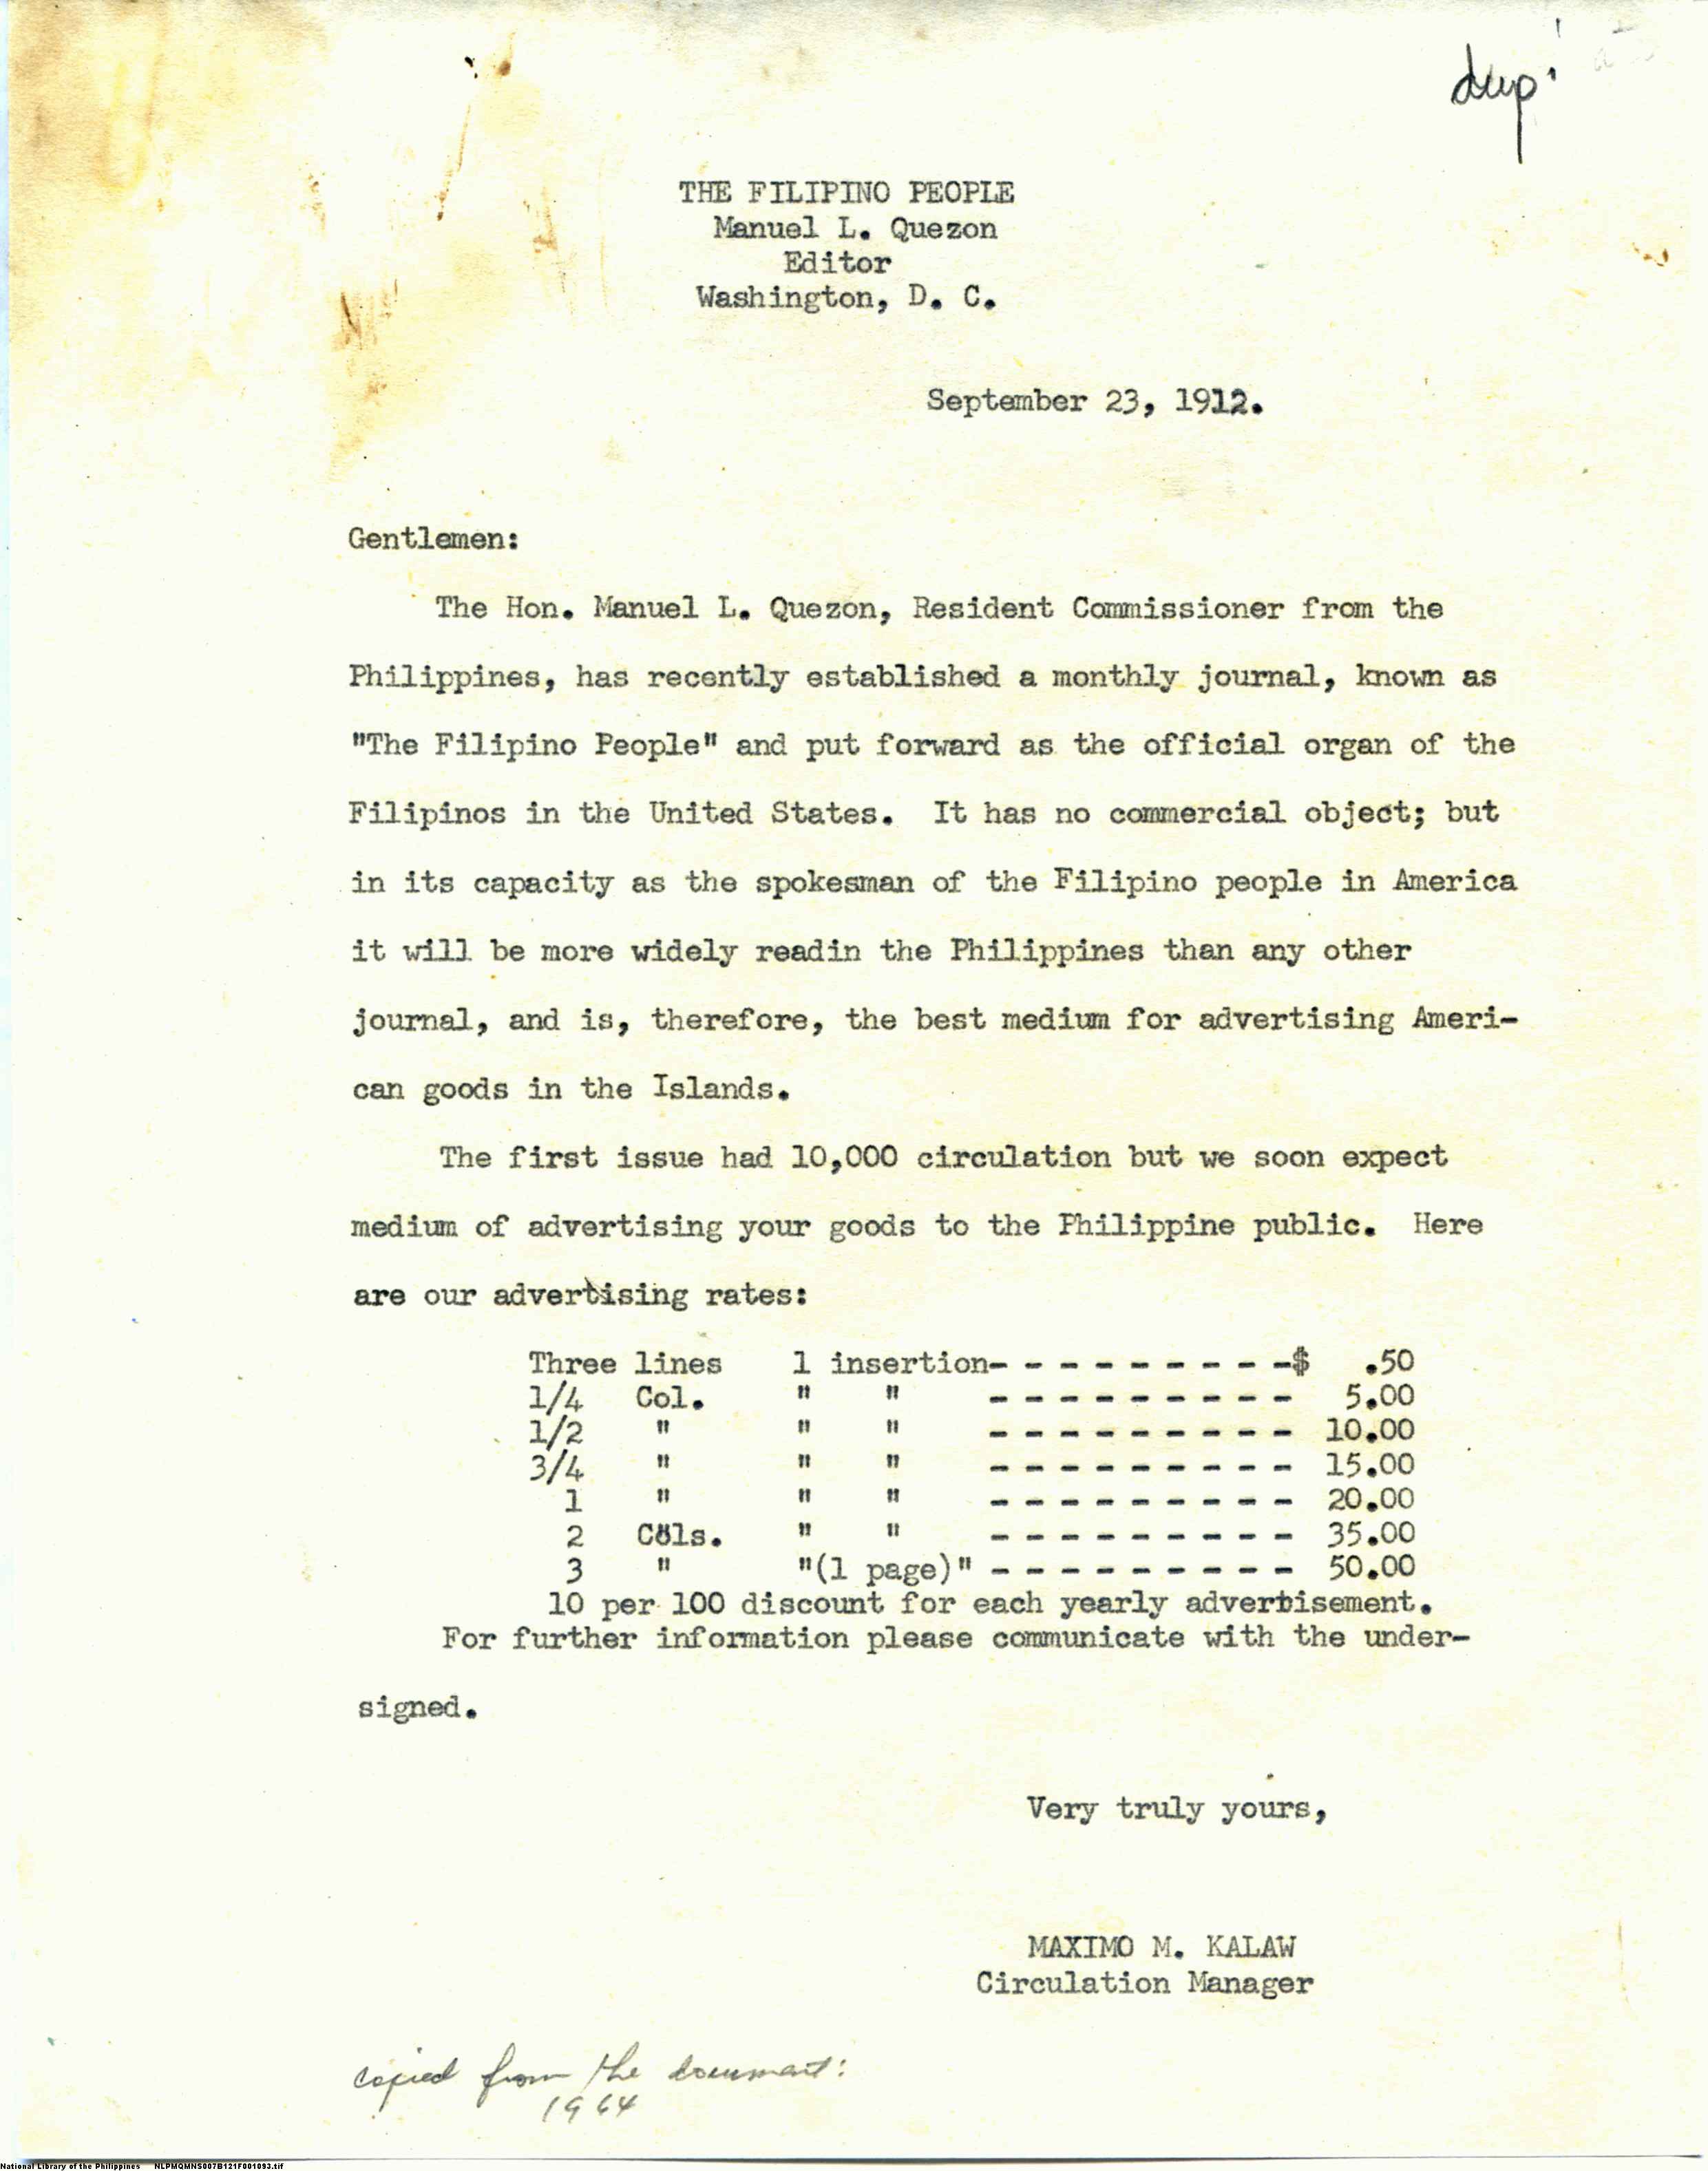 dup.
THE FILIPINO PEOPLE
Manuel L. Quezon
Editor
Washington, D. C.
September 23, 1912.
Gentlemen:
The Hon. Manuel L. Quezon, Resident Commissioner from the
Philippines, has recently established a monthly journal, known as
"The Filipino People" and put forward as the official organ of the
Filipinos in the United States. It has no commercial object; but
in its capacity as the spokesman of the Filipino people in America
it will be more widely readin the Philippines than any other
journal, and is, therefore, the best medium for advertising Ameri-
can goods in the Islands.
The first issue had 10,000 circulation but we soon expect
medium of advertising your goods to the Philippine public. Here
are our advertising rates:
Three lines 1 insertion- - - - - - - - - -$ .50
1/4 Col. " " - - - - - - - - - 5.00
1/2 " " " - - - - - - - - - 10.00
3/4 " " " - - - - - - - - - 15.00
1 " " " - - - - - - - - - 20.00
2 Cols. " " - - - - - - - - - 35.00
3 " "(1 page)" - - - - - - - - - 50.00
10 per 100 discount for each yearly advertisement.
For further information please communicate with the under-
signed.
Very truly yours,
MAXIMO M. KALAW
Circulation Manager
copied from the document:
1964
National Library of the Philippines NLPMQMNS007B121F001093.tif